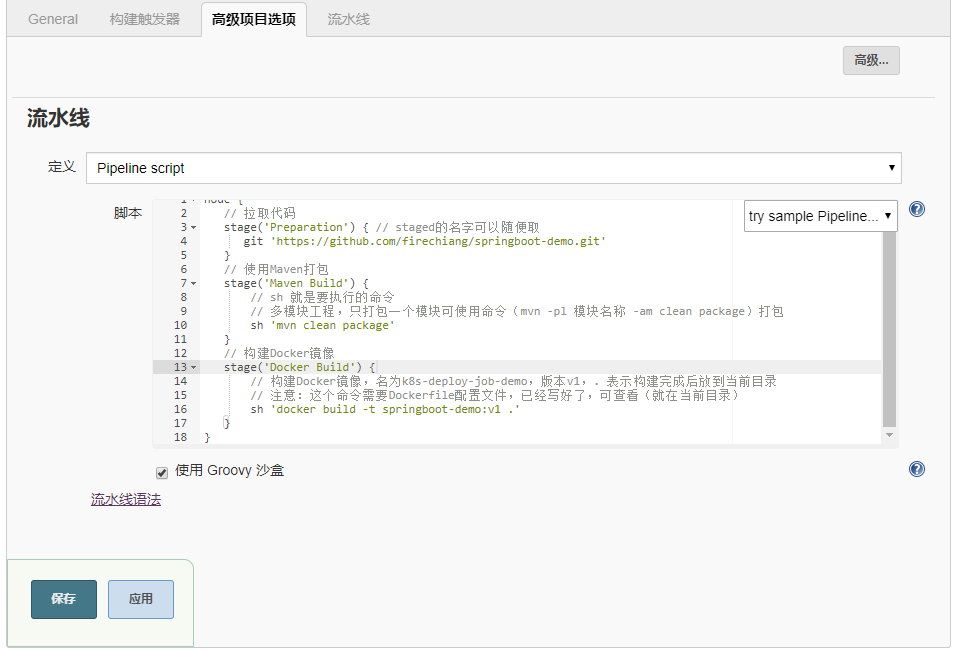 General 构建触发器 高级项目选项 流水线
高级...
流水线
定义 Pipeline script
脚本
try sample Pipeline...
1 node {
2 // 拉取代码
3 stage('Preparation') { // staged的名字可以随便取
4 git 'https://github.com/firechiang/springboot-demo.git'
5 }
6 // 使用Maven打包
7 stage('Maven Build') {
8 // sh 就是要执行的命令
9 // 多模块工程，只打包一个模块可使用命令（mvn -pl 模块名称 -am clean package）打包
10 sh 'mvn clean package'
11 }
12 // 构建Docker镜像
13 stage('Docker Build') {
14 // 构建Docker镜像，名为k8s-deploy-job-demo，版本v1，. 表示构建完成后放到当前目录
15 // 注意：这个命令需要Dockerfile配置文件，已经写好了，可查看（就在当前目录）
16 sh 'docker build -t springboot-demo:v1 .'
17 }
18 }
使用 Groovy 沙盒
流水线语法
保存 应用